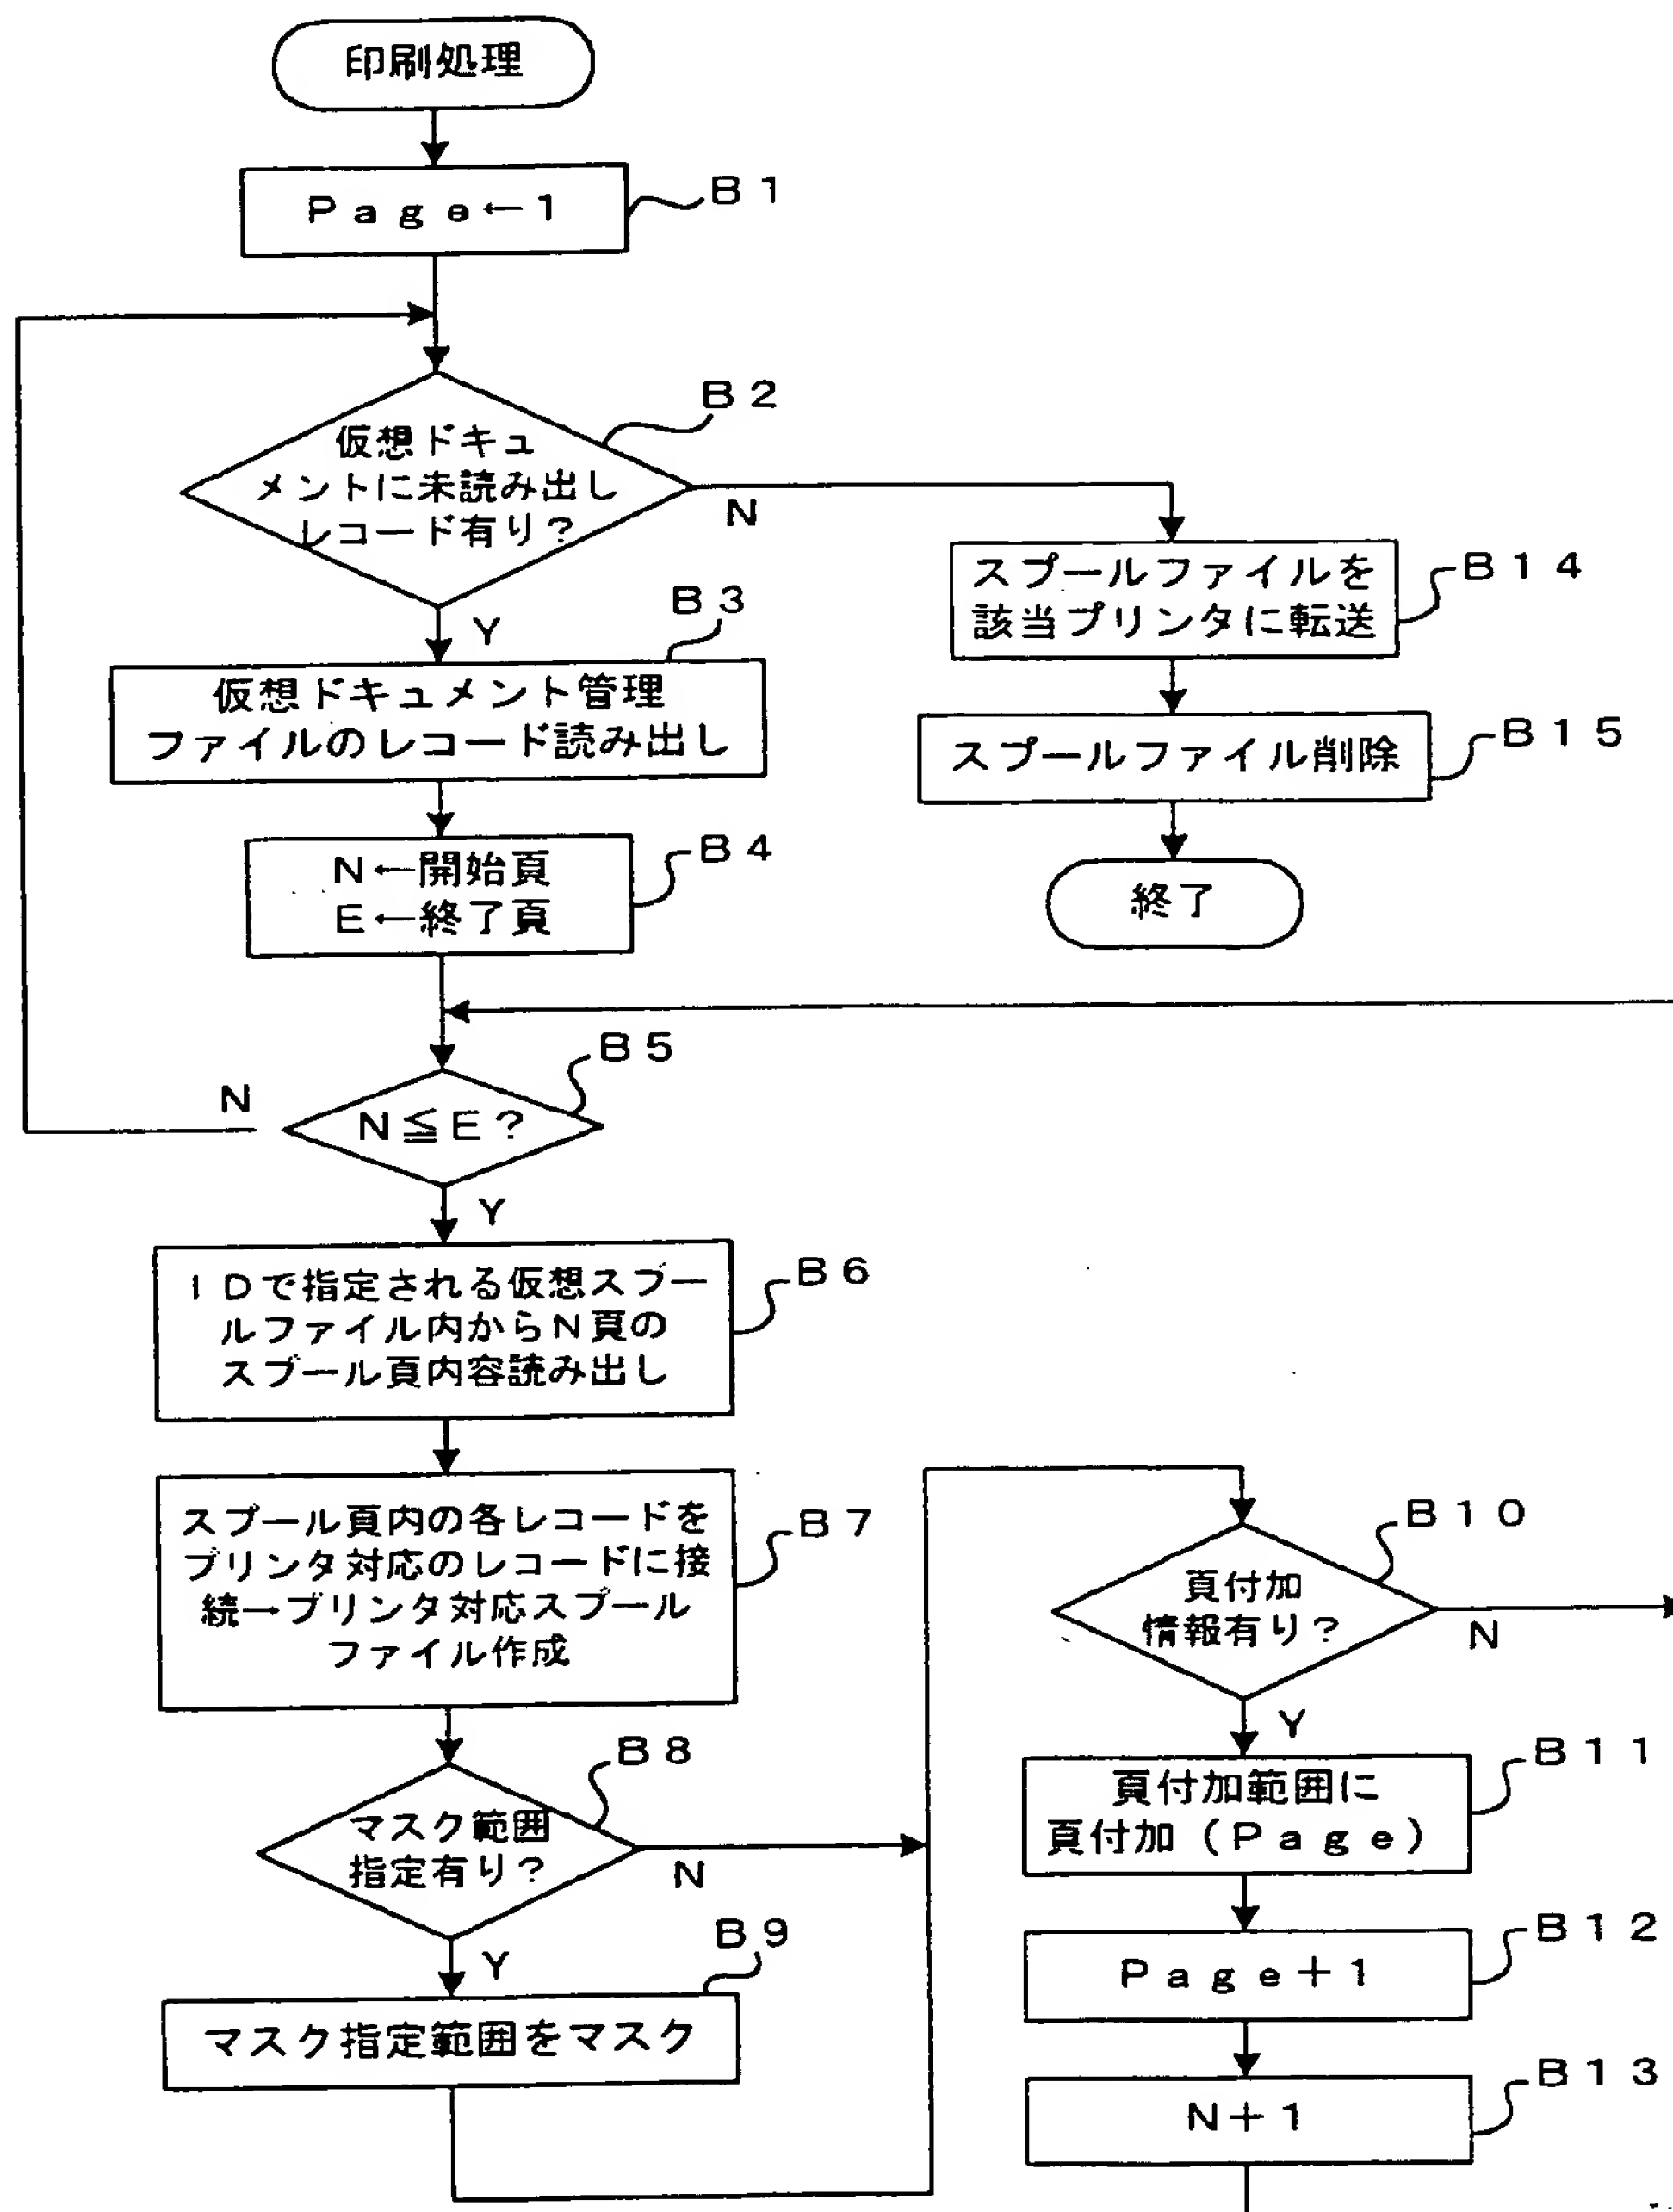 印刷処理
Page←1
B1
B2
仮想ドキュ
メントに未読み出し
レコード有り?
N
Y
B3
仮想ドキュメント管理
ファイルのレコード読み出し
B4
N←開始頁
E←終了頁
B14
スプールファイルを
該当プリンタに転送
B15
スプールファイル削除
終了
B5
N≦E?
N
Y
B6
IDで指定される仮想スプー
ルファイル内からN頁の
スプール頁内容読み出し
B7
スプール頁内の各レコードを
プリンタ対応のレコードに接
続→プリンタ対応スプール
ファイル作成
B8
マスク範囲
指定有り?
N
Y
B9
マスク指定範囲をマスク
B10
頁付加
情報有り?
N
Y
B11
頁付加範囲に
頁付加(Page)
B12
Page+1
B13
N+1